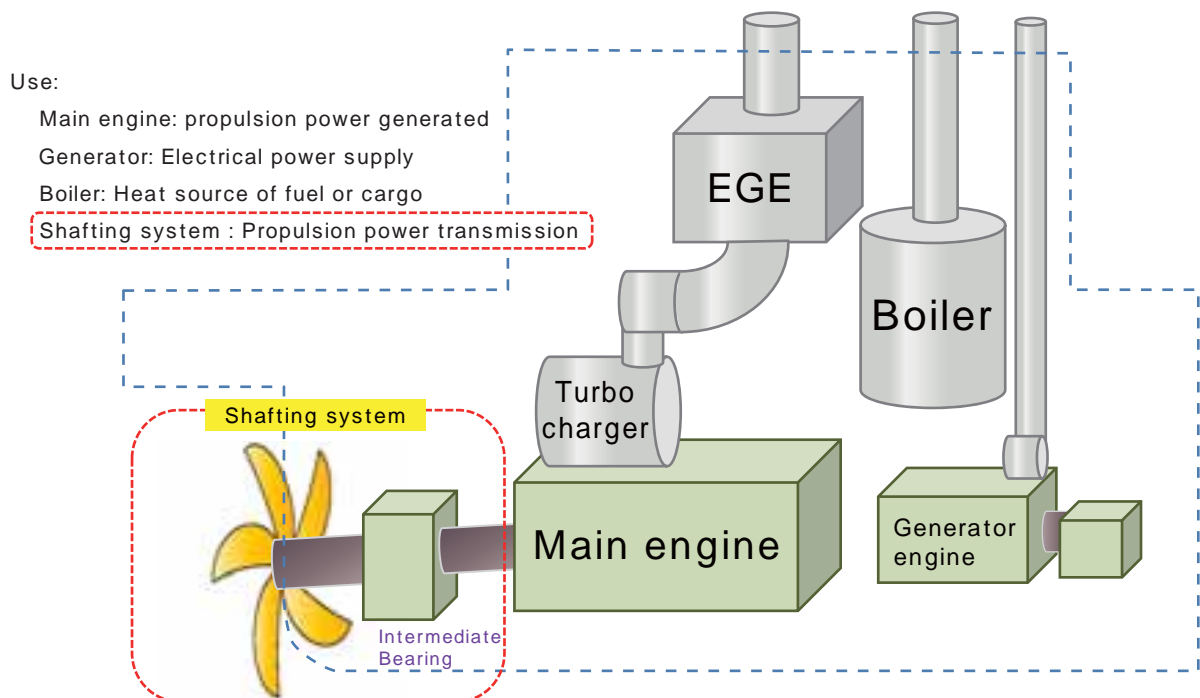 Use:
Main engine: propulsion power generated
Generator: Electrical power supply
Boiler: Heat source of fuel or cargo
Shafting system : Propulsion power transmission
EGE
Boiler
Turbo
charger
Shafting system
Main engine
Generator
engine
Intermediate
Bearing